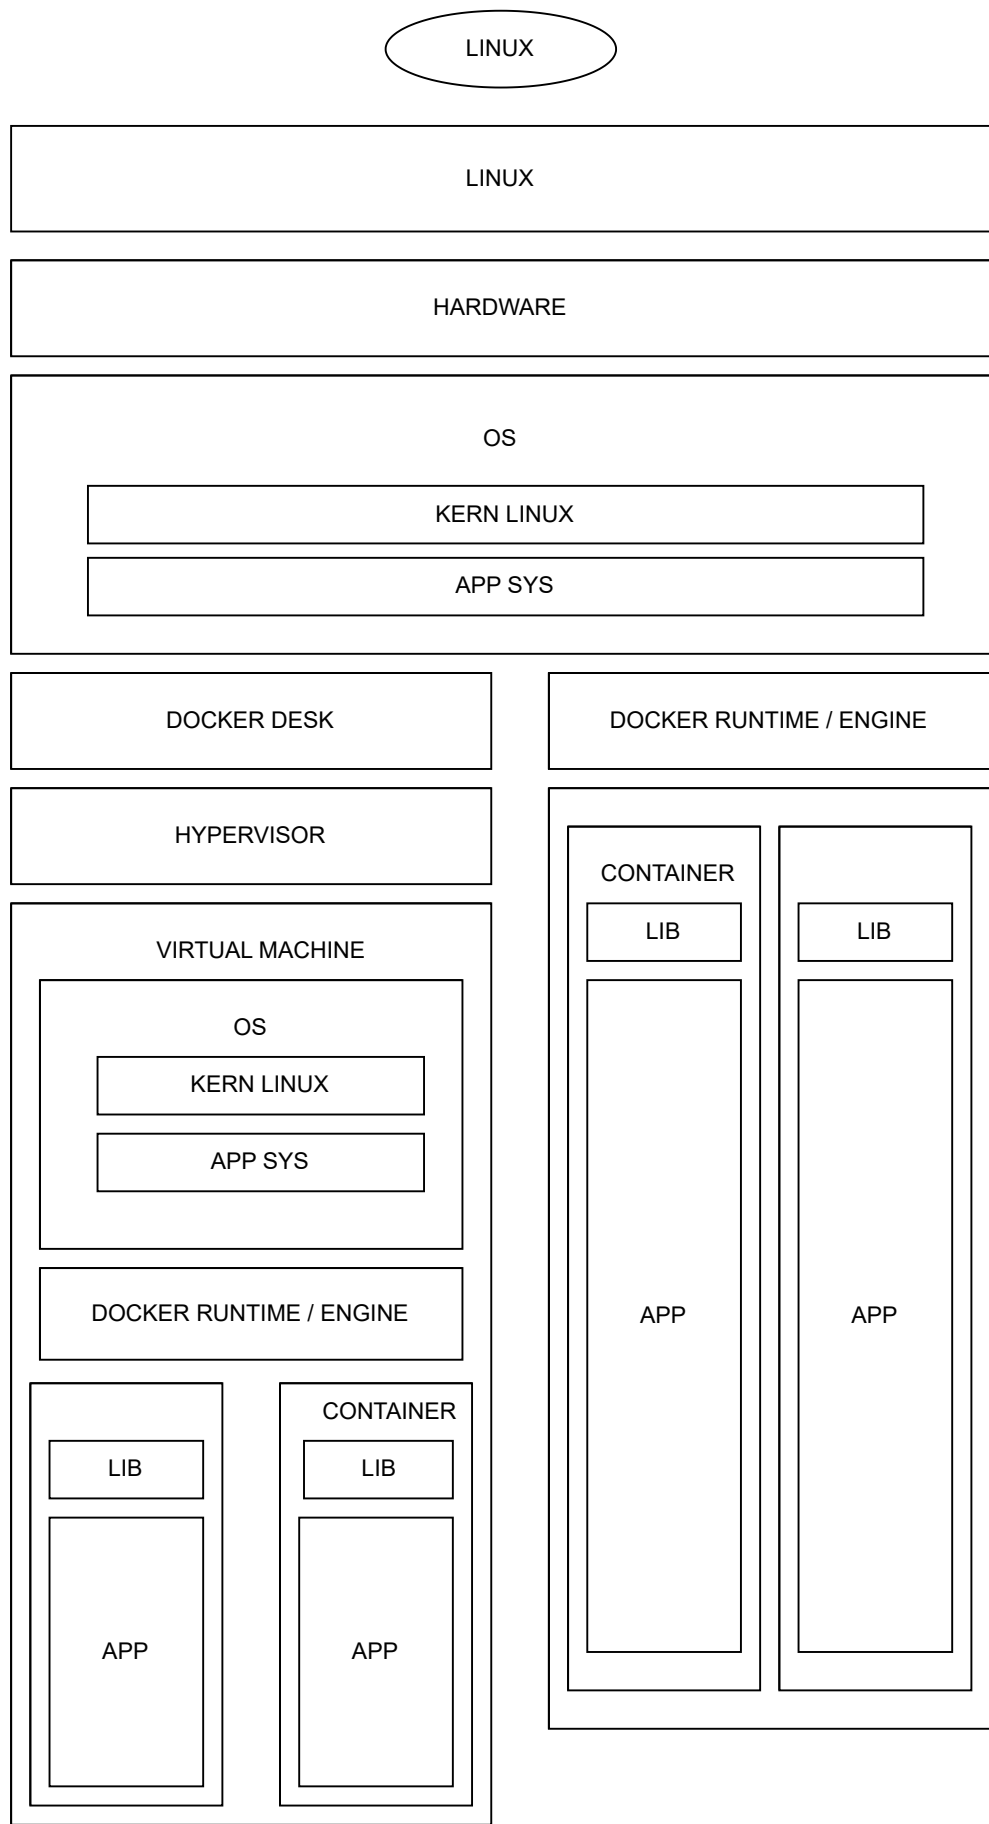 LINUX
LINUX
HARDWARE
OS
KERN LINUX
APP SYS
DOCKER DESK
HYPERVISOR
VIRTUAL MACHINE
OS
KERN LINUX
APP SYS
DOCKER RUNTIME / ENGINE
LIB
APP
CONTAINER
LIB
APP
DOCKER RUNTIME / ENGINE
CONTAINER
LIB
APP
LIB
APP